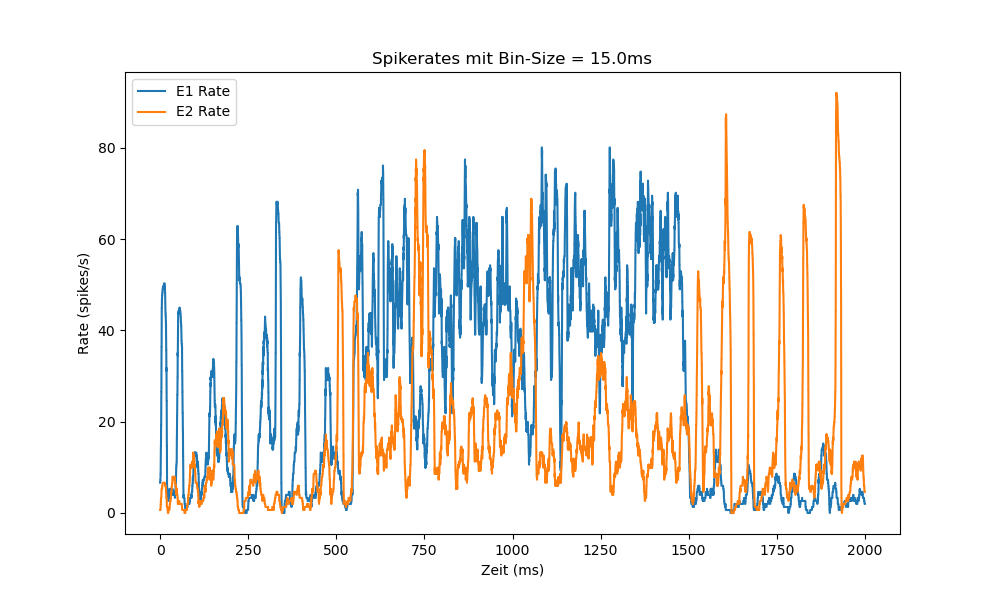 Spikerates mit Bin-Size = 15.0ms
E1 Rate
E2 Rate
Rate (spikes/s)
80
60
40
20
0
0 250 500 750 1000 1250 1500 1750 2000
Zeit (ms)